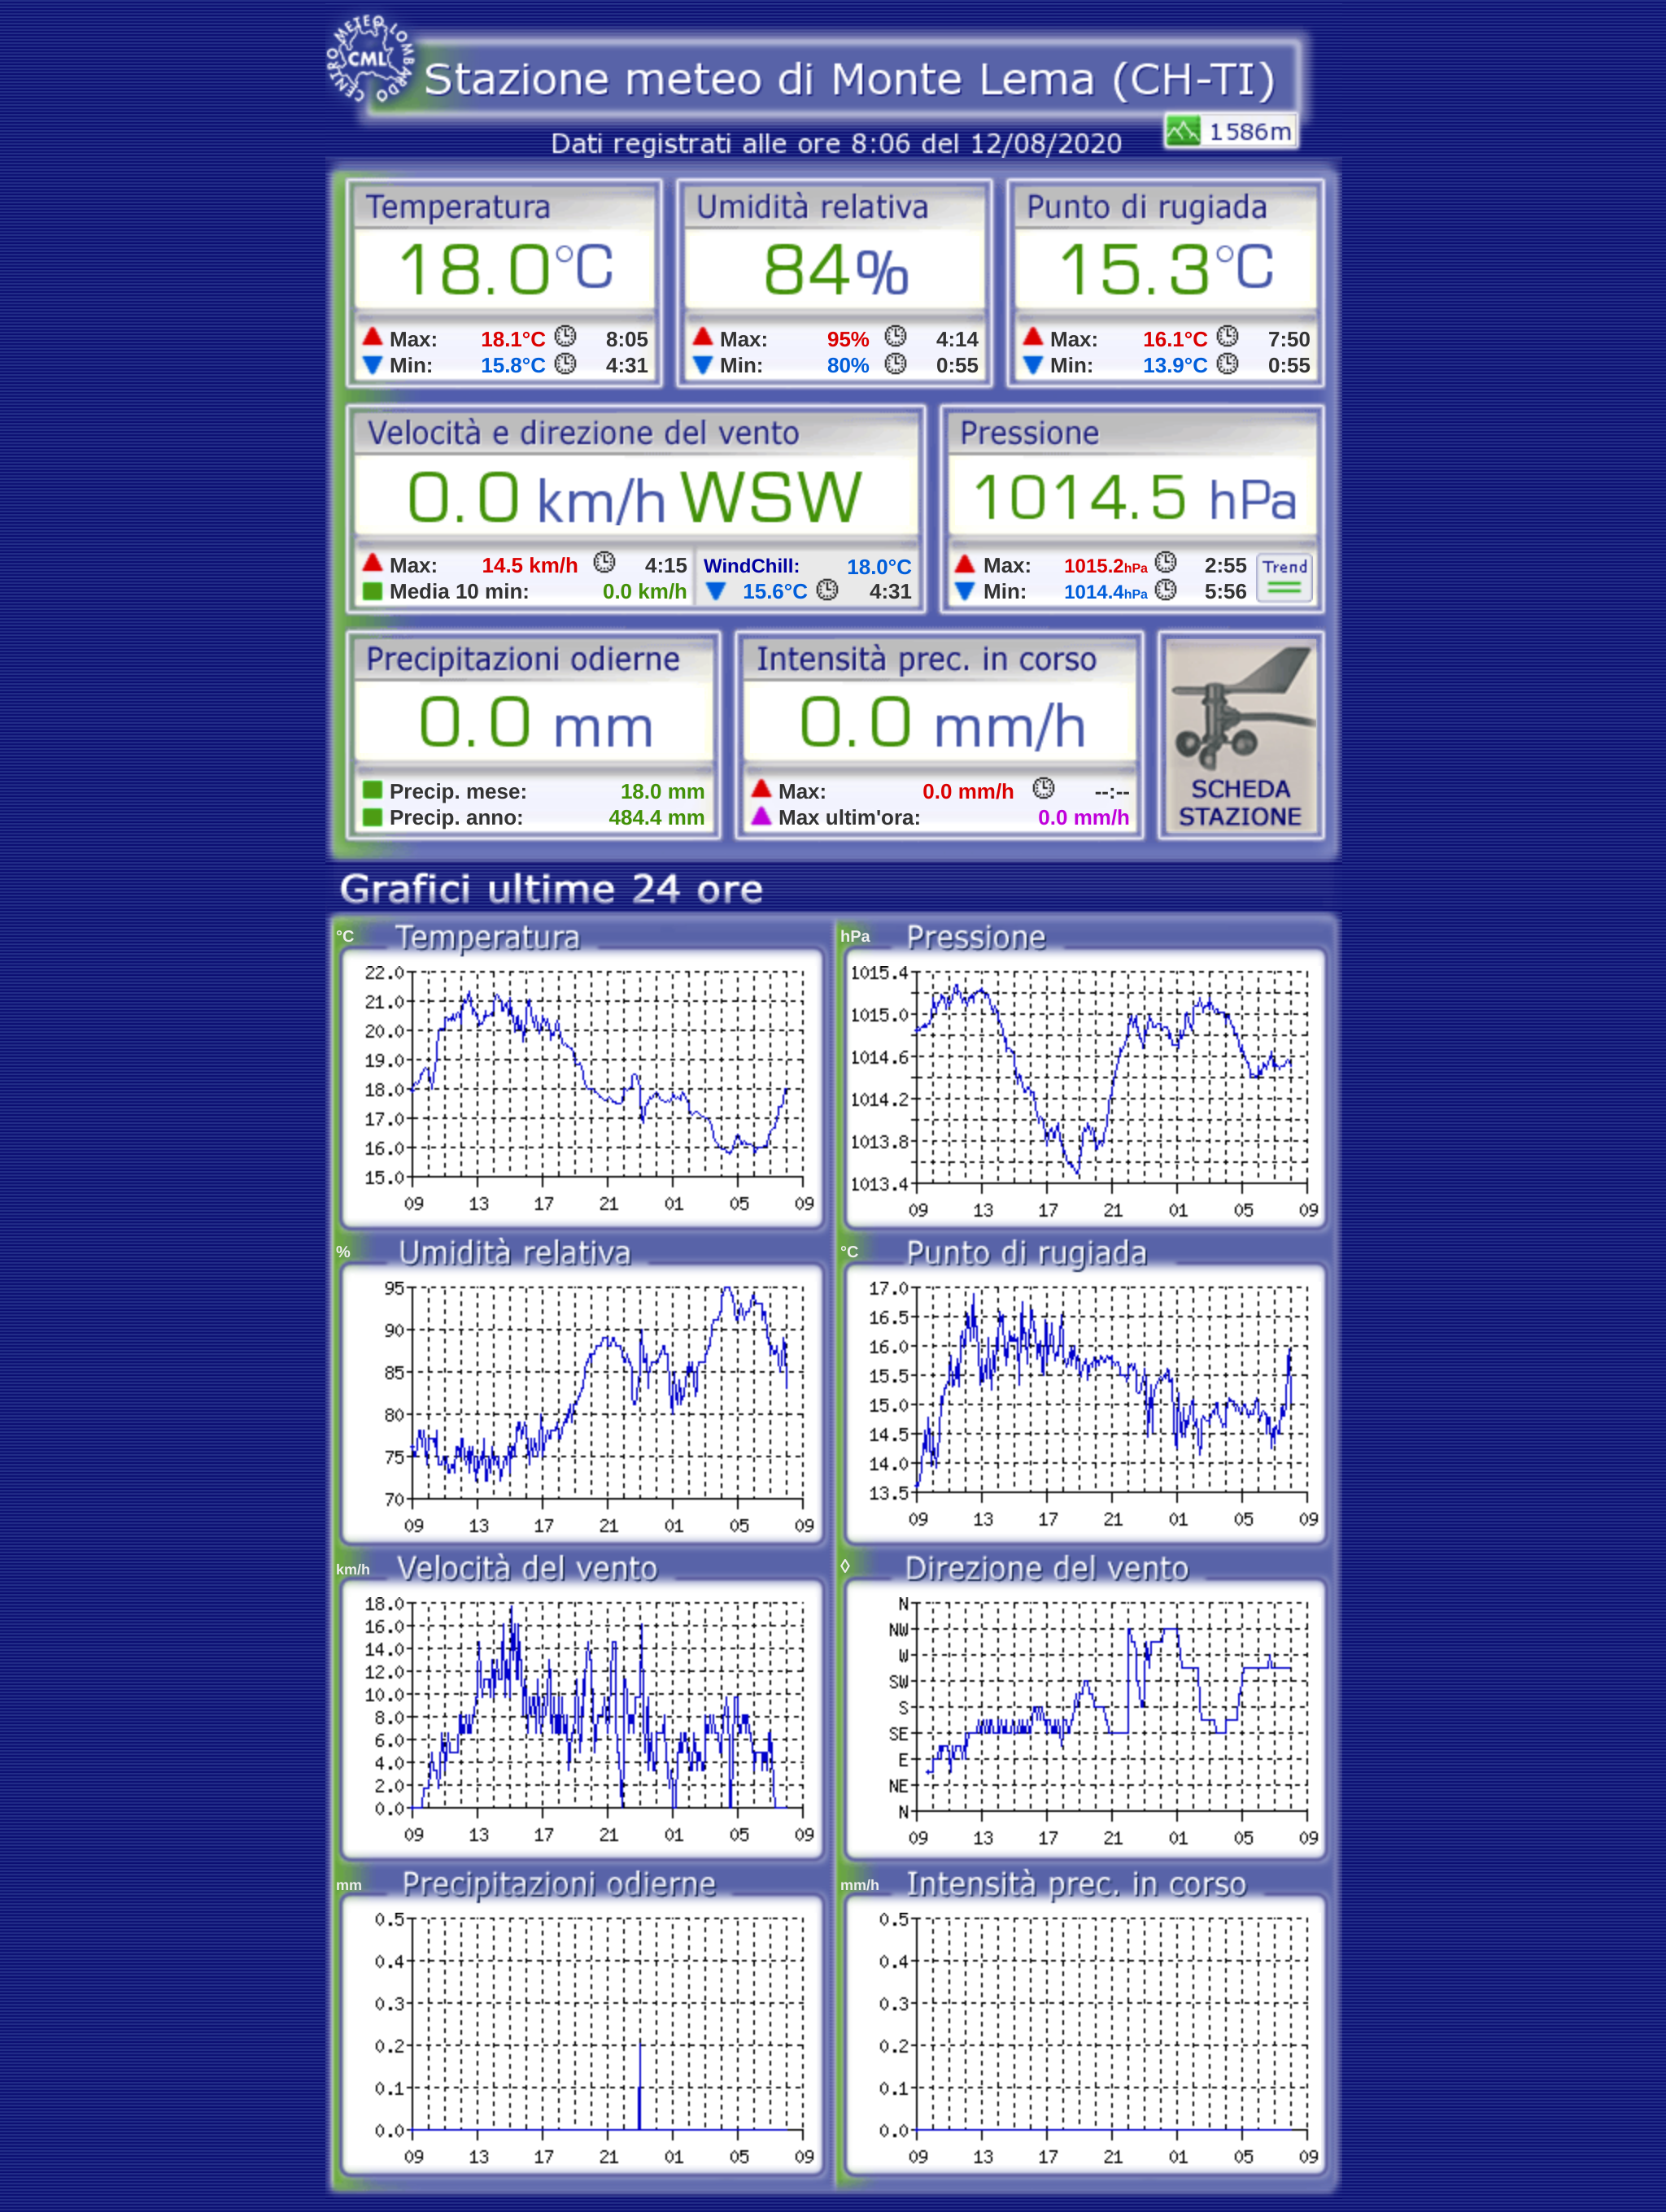 CENTRO METEO LOMBARDO
CML
Stazione meteo di Monte Lema (CH-TI)
1586m
Dati registrati alle ore 8:06 del 12/08/2020
Temperatura Umidità relativa Punto di rugiada
18.0°C 84% 15.3°C
Max: 18.1°C 8:05 Max: 95% 4:14 Max: 16.1°C 7:50
Min: 15.8°C 4:31 Min: 80% 0:55 Min: 13.9°C 0:55
Velocità e direzione del vento Pressione
0.0 km/h WSW 1014.5 hPa
Max: 14.5 km/h 4:15 WindChill: 18.0°C Max: 1015.2hPa 2:55 Trend
Media 10 min: 0.0 km/h 15.6°C 4:31 Min: 1014.4hPa 5:56
Precipitazioni odierne Intensità prec. in corso
0.0 mm 0.0 mm/h
Precip. mese: 18.0 mm Max: 0.0 mm/h --:-- SCHEDA
Precip. anno: 484.4 mm Max ultim'ora: 0.0 mm/h STAZIONE
Grafici ultime 24 ore
°C Temperatura
22.0
21.0
20.0
19.0
18.0
17.0
16.0
15.0
09 13 17 21 01 05 09
hPa Pressione
1015.4
1015.0
1014.6
1014.2
1013.8
1013.4
09 13 17 21 01 05 09
% Umidità relativa
95
90
85
80
75
70
09 13 17 21 01 05 09
°C Punto di rugiada
17.0
16.5
16.0
15.5
15.0
14.5
14.0
13.5
09 13 17 21 01 05 09
km/h Velocità del vento
18.0
16.0
14.0
12.0
10.0
8.0
6.0
4.0
2.0
0.0
09 13 17 21 01 05 09
◊ Direzione del vento
N
NW
W
SW
S
SE
E
NE
N
09 13 17 21 01 05 09
mm Precipitazioni odierne
0.5
0.4
0.3
0.2
0.1
0.0
09 13 17 21 01 05 09
mm/h Intensità prec. in corso
0.5
0.4
0.3
0.2
0.1
0.0
09 13 17 21 01 05 09